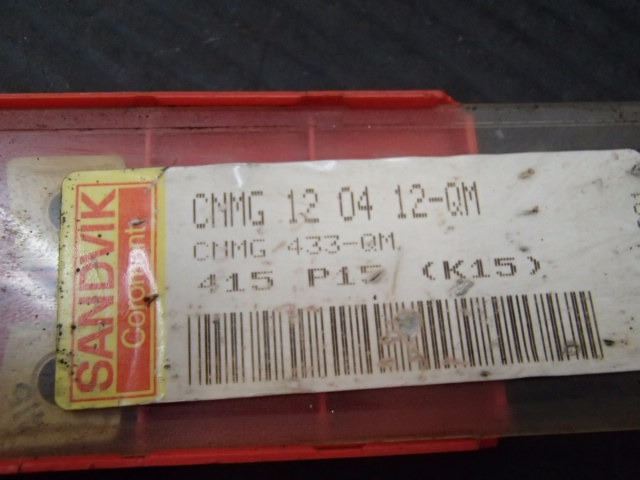 SANDVIK
Coromant
CNMG 12 04 12-QM
CNMG 433-QM
415 P15 (K15)